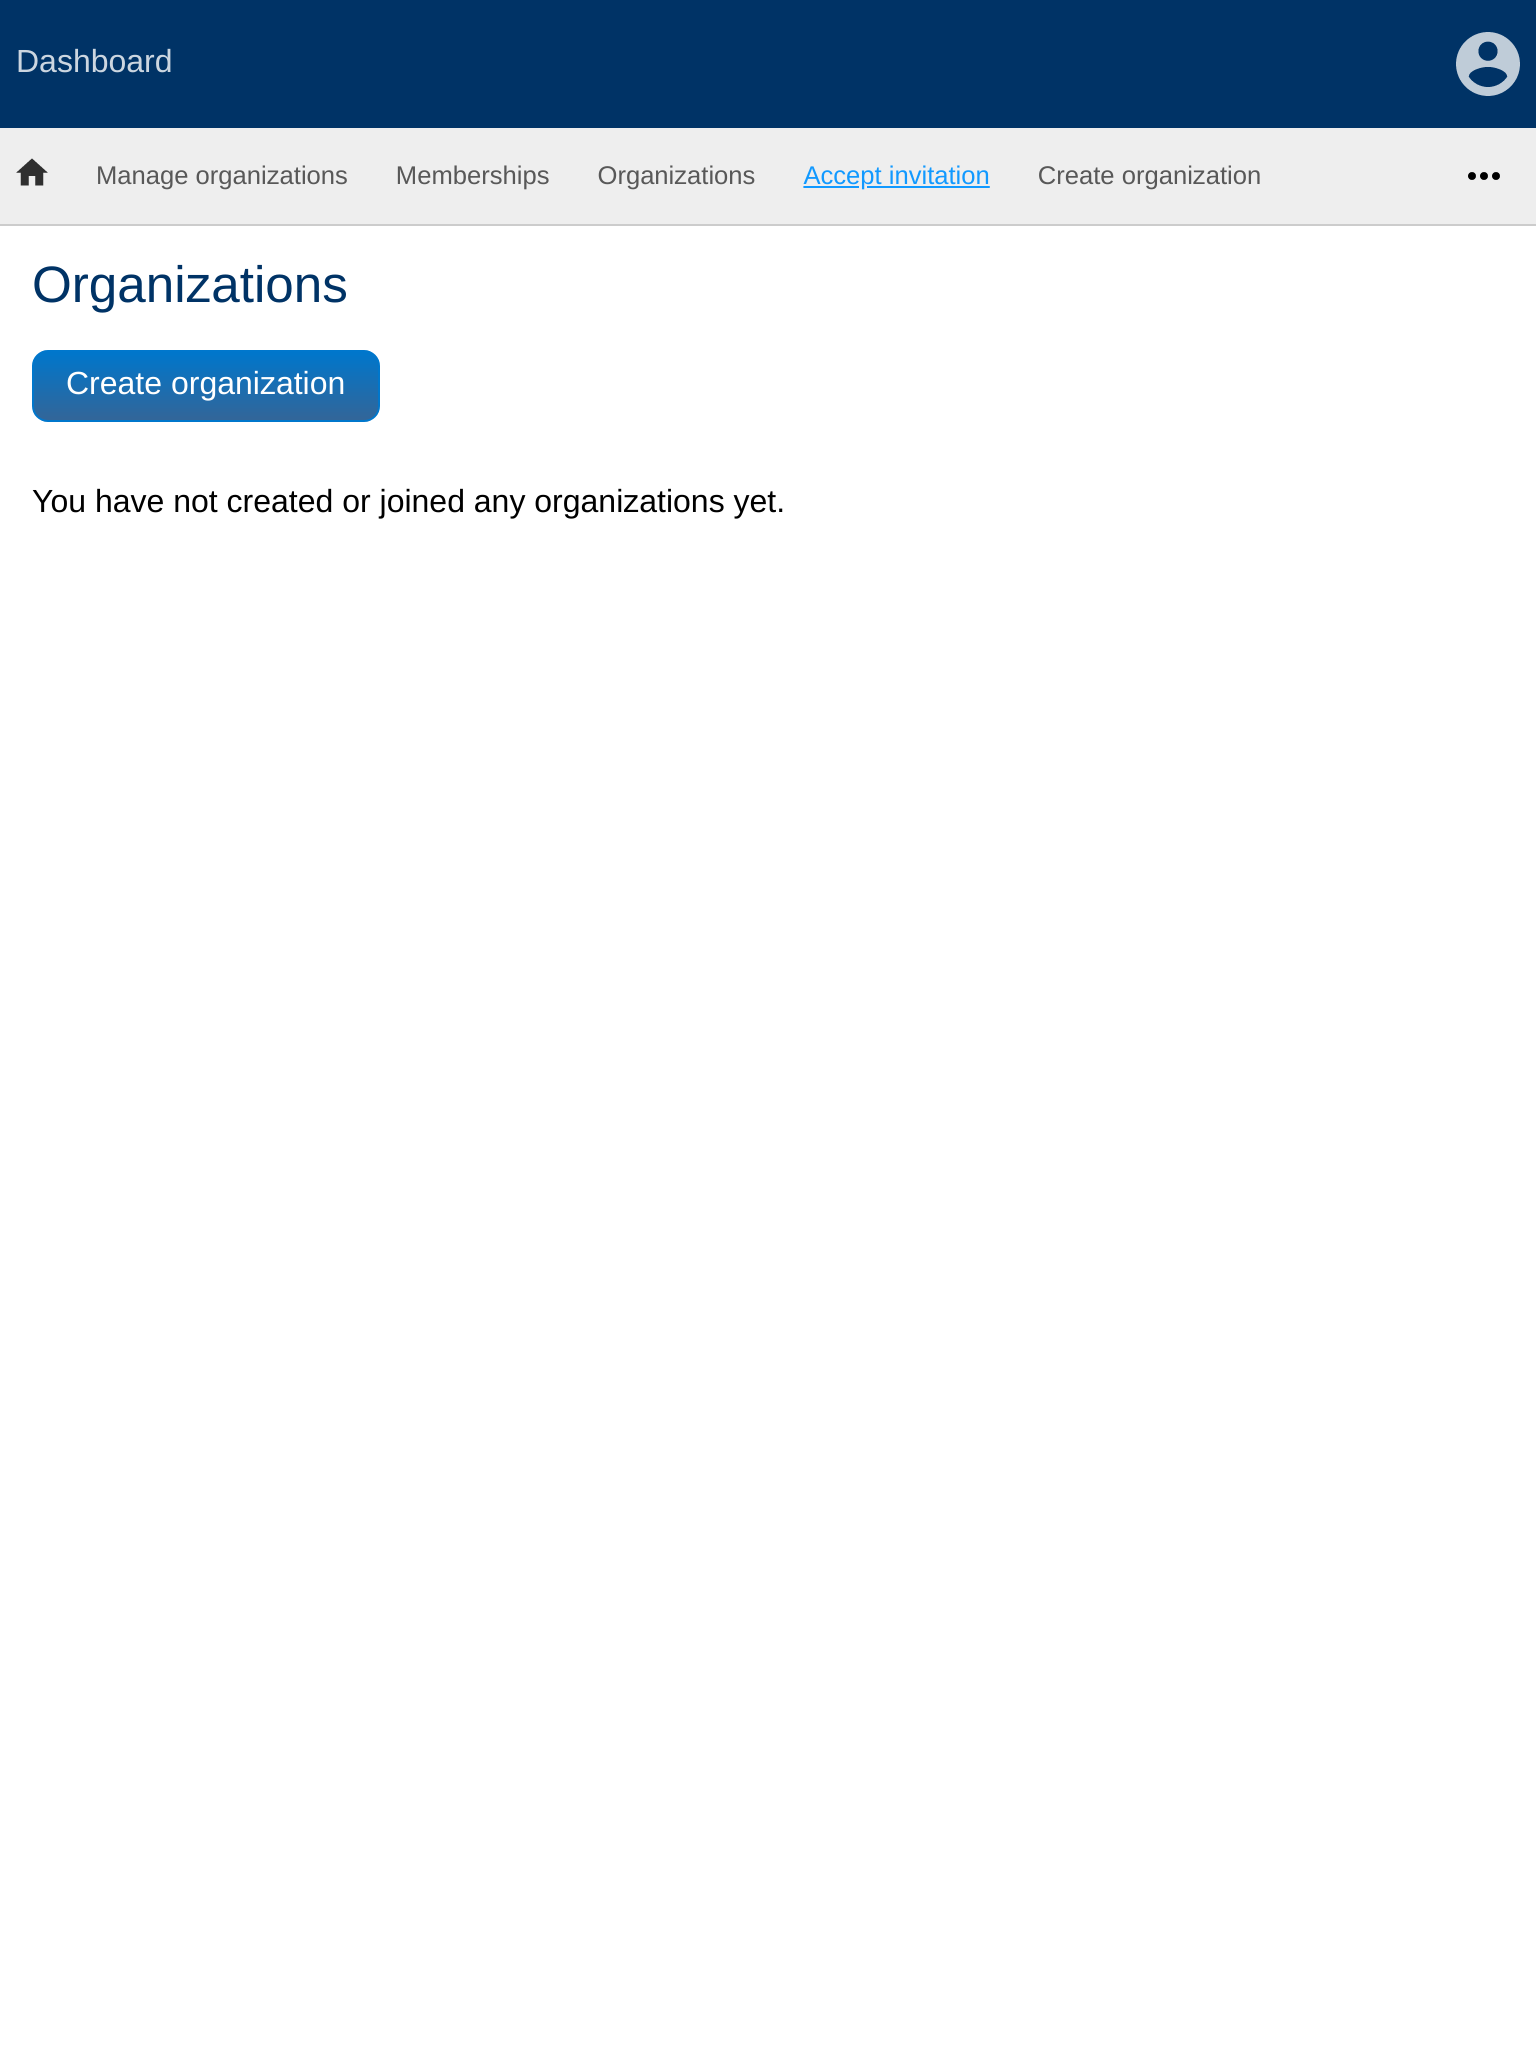 Dashboard
Manage organizations Memberships Organizations Accept invitation Create organization
Organizations
Create organization
You have not created or joined any organizations yet.